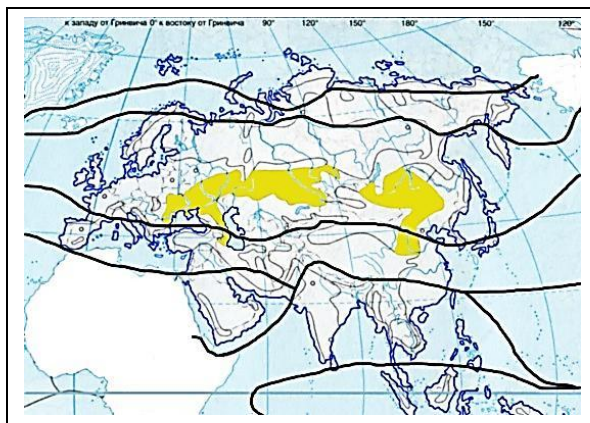 к западу от Гринвича 0° к востоку от Гринвича 90° 120° 150° 180° 150° 120°